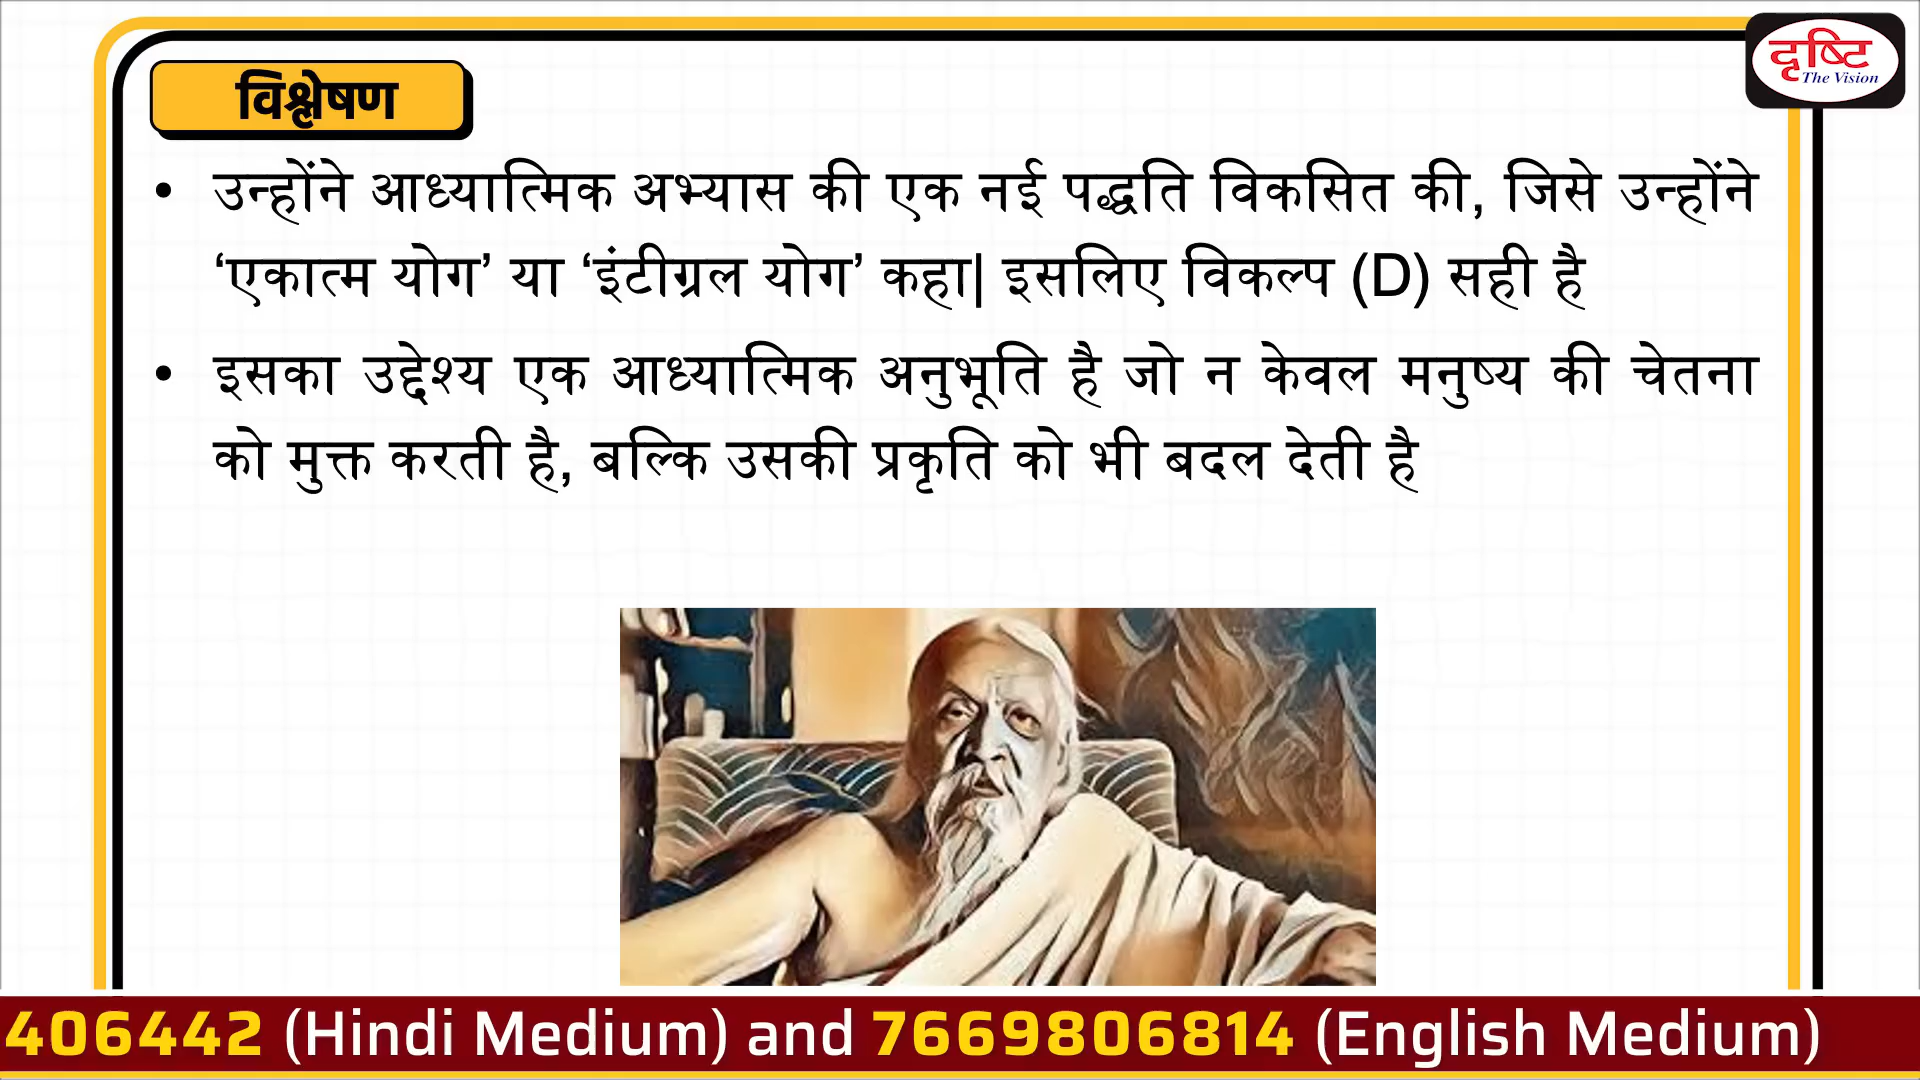 दृष्टि
The Vision
विश्लेषण
• उन्होंने आध्यात्मिक अभ्यास की एक नई पद्धति विकसित की, जिसे उन्होंने
‘एकात्म योग’ या ‘इंटीग्रल योग’ कहा| इसलिए विकल्प (D) सही है
• इसका उद्देश्य एक आध्यात्मिक अनुभूति है जो न केवल मनुष्य की चेतना
को मुक्त करती है, बल्कि उसकी प्रकृति को भी बदल देती है
406442 (Hindi Medium) and 7669806814 (English Medium)